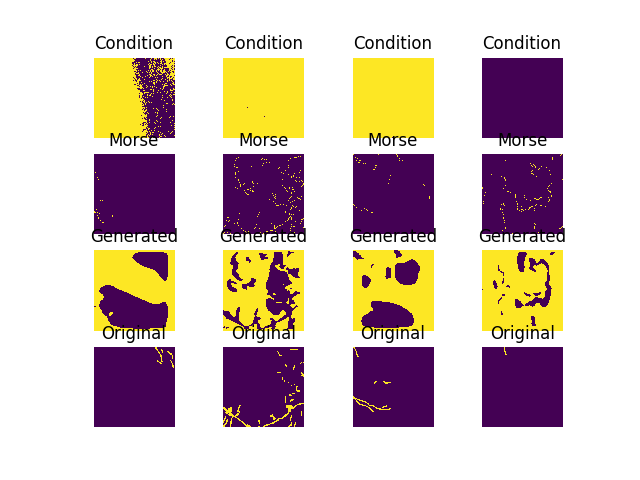 Condition Condition Condition Condition
Morse Morse Morse Morse
Generated Generated Generated Generated
Original Original Original Original